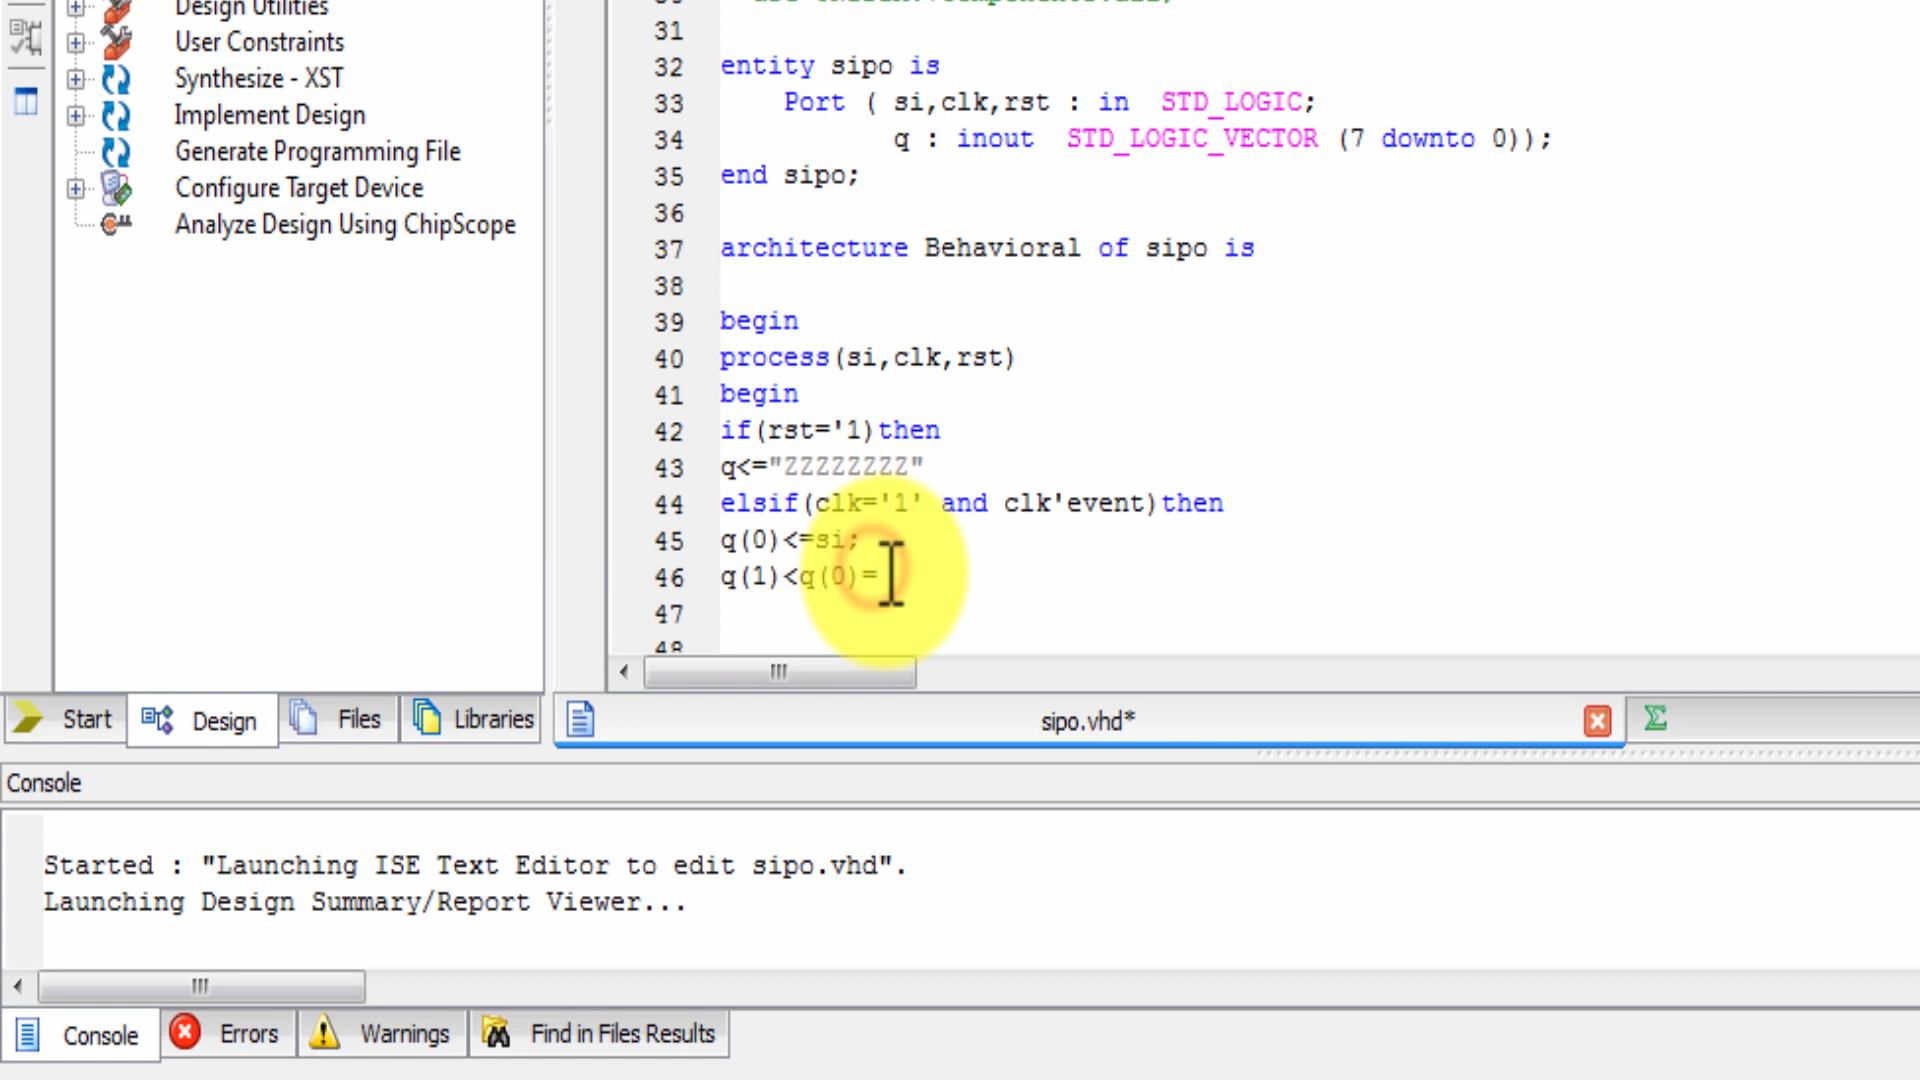 Design Utilities
User Constraints
Synthesize - XST
Implement Design
Generate Programming File
Configure Target Device
Analyze Design Using ChipScope
31
32 entity sipo is
33 Port ( si,clk,rst : in STD_LOGIC;
34 q : inout STD_LOGIC_VECTOR (7 downto 0));
35 end sipo;
36
37 architecture Behavioral of sipo is
38
39 begin
40 process(si,clk,rst)
41 begin
42 if(rst='1)then
43 q<="ZZZZZZZZ"
44 elsif(clk='1' and clk'event)then
45 q(0)<=si;
46 q(1)<q(0)=
47
48
Start Design Files Libraries sipo.vhd*
Console
Started : "Launching ISE Text Editor to edit sipo.vhd".
Launching Design Summary/Report Viewer...
Console Errors Warnings Find in Files Results